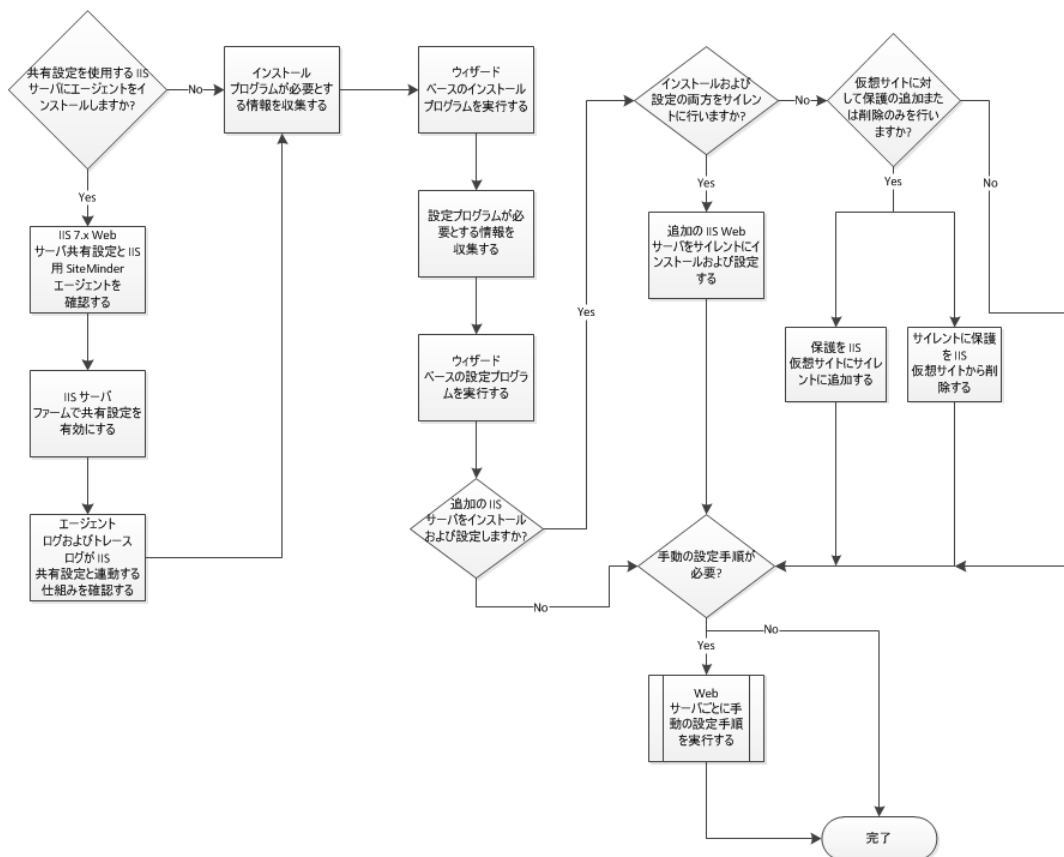 共有設定を使用する IIS
サーバにエージェントをイ
ンストールしますか?
No
インストール
プログラムが必要とす
る情報を収集する
ウィザード
ベースのインストール
プログラムを実行する
インストールおよび
設定の両方をサイレン
トに行いますか?
No
仮想サイトに対
して保護の追加また
は削除のみを行い
ますか?
Yes
Yes
Yes
No
IIS 7.x Web
サーバ共有設定と IIS
用 SiteMinder
エージェントを
確認する
設定プログラムが必
要とする情報を
収集する
追加の IIS Web
サーバをサイレントにイ
ンストールおよび設定
する
Yes
保護を IIS
仮想サイトにサイレ
ントに追加する
サイレントに保護
を IIS
仮想サイトから削
除する
IIS サーバ
ファームで共有設定を
有効にする
ウィザード
ベースの設定プログラ
ムを実行する
エージェント
ログおよびトレース
ログが IIS
共有設定と連動する
仕組みを確認する
追加の IIS
サーバをインストール
および設定しますか?
手動の設定手順が
必要?
No
No
Yes
Web
サーバごとに手
動の設定手順
を実行する
完了